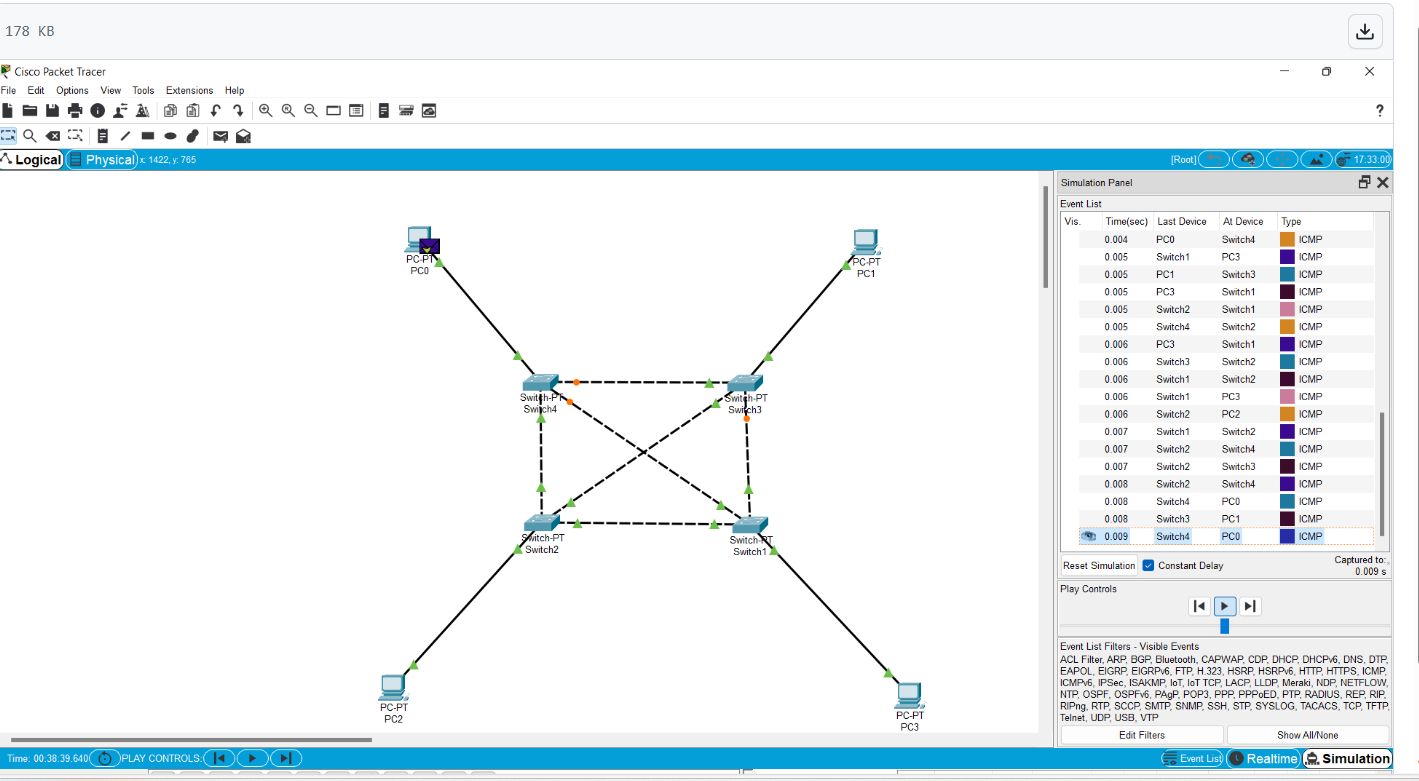 178 KB
Cisco Packet Tracer
File Edit Options View Tools Extensions Help
?
Logical Physical x: 1422, y: 765 [Root] 17:33:00
Simulation Panel
Event List
Vis. Time(sec) Last Device At Device Type
0.004 PC0 Switch4 ICMP
0.005 Switch1 PC3 ICMP
0.005 PC1 Switch3 ICMP
0.005 PC3 Switch1 ICMP
0.005 Switch2 Switch1 ICMP
0.005 Switch4 Switch2 ICMP
0.006 PC3 Switch1 ICMP
0.006 Switch3 Switch2 ICMP
0.006 Switch1 Switch2 ICMP
0.006 Switch1 PC3 ICMP
0.006 Switch2 PC2 ICMP
0.007 Switch1 Switch2 ICMP
0.007 Switch2 Switch4 ICMP
0.007 Switch2 Switch3 ICMP
0.008 Switch2 Switch4 ICMP
0.008 Switch4 PC0 ICMP
0.008 Switch3 PC1 ICMP
0.009 Switch4 PC0 ICMP
Reset Simulation Constant Delay Captured to:
0.009 s
Play Controls
Event List Filters - Visible Events
ACL Filter, ARP, BGP, Bluetooth, CAPWAP, CDP, DHCP, DHCPv6, DNS, DTP,
EAPOL, EIGRP, EIGRPv6, FTP, H.323, HSRP, HSRPv6, HTTP, HTTPS, ICMP,
ICMPv6, IPSec, ISAKMP, IoT, IoT TCP, LACP, LLDP, Meraki, NDP, NETFLOW,
NTP, OSPF, OSPFv6, PAgP, POP3, PPP, PPPoED, PTP, RADIUS, REP, RIP,
RIPng, RTP, SCCP, SMTP, SNMP, SSH, STP, SYSLOG, TACACS, TCP, TFTP,
Telnet, UDP, USB, VTP
Edit Filters Show All/None
PC-PT
PC0
PC-PT
PC1
Switch-PT
Switch4
Switch-PT
Switch3
Switch-PT
Switch2
Switch-PT
Switch1
PC-PT
PC2
PC-PT
PC3
Time: 00:38:39.640 PLAY CONTROLS: Event List Realtime Simulation